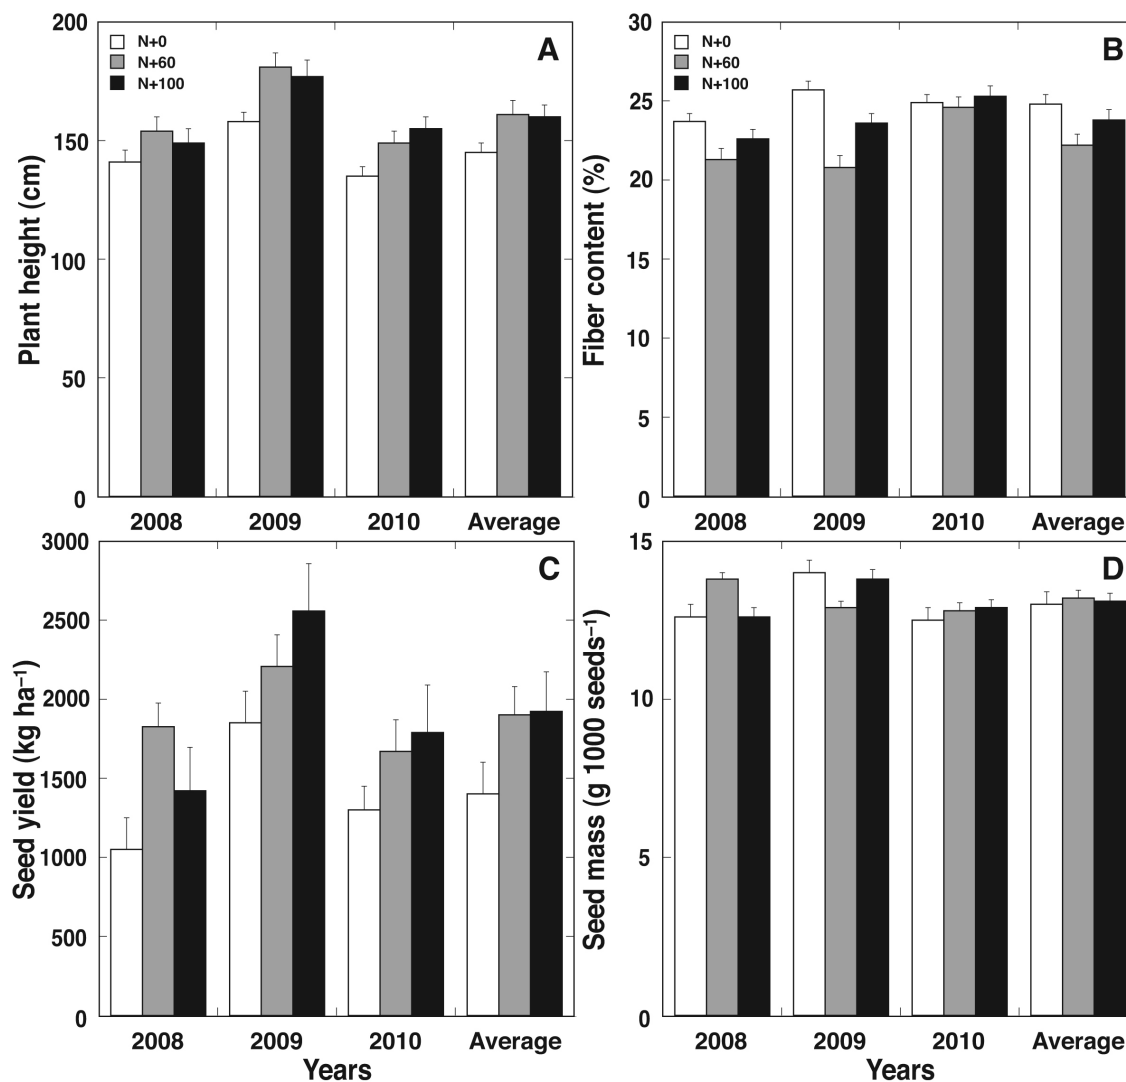 A
N+0
N+60
N+100
200
150
100
50
0
Plant height (cm)
2008 2009 2010 Average
B
N+0
N+60
N+100
30
25
20
15
10
5
0
Fiber content (%)
2008 2009 2010 Average
C
3000
2500
2000
1500
1000
500
0
Seed yield (kg ha⁻¹)
2008 2009 2010 Average
Years
D
15
10
5
0
Seed mass (g 1000 seeds⁻¹)
2008 2009 2010 Average
Years